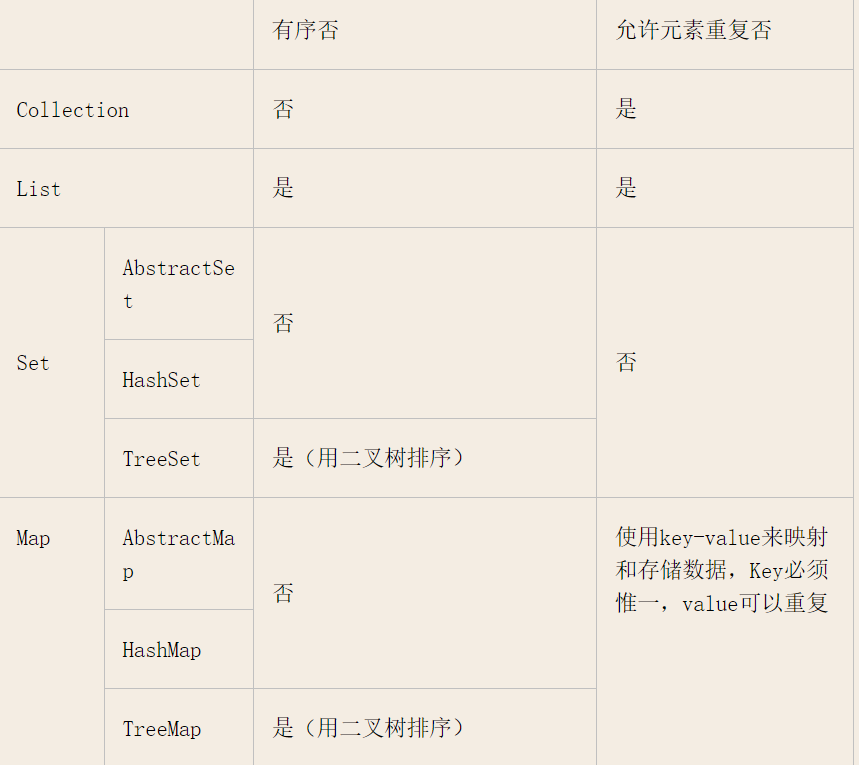 有序否
允许元素重复否
Collection
否
是
List
是
是
Set
AbstractSe
t
否
否
HashSet
TreeSet
是（用二叉树排序）
Map
AbstractMa
p
否
使用key-value来映射
和存储数据，Key必须
惟一，value可以重复
HashMap
TreeMap
是（用二叉树排序）